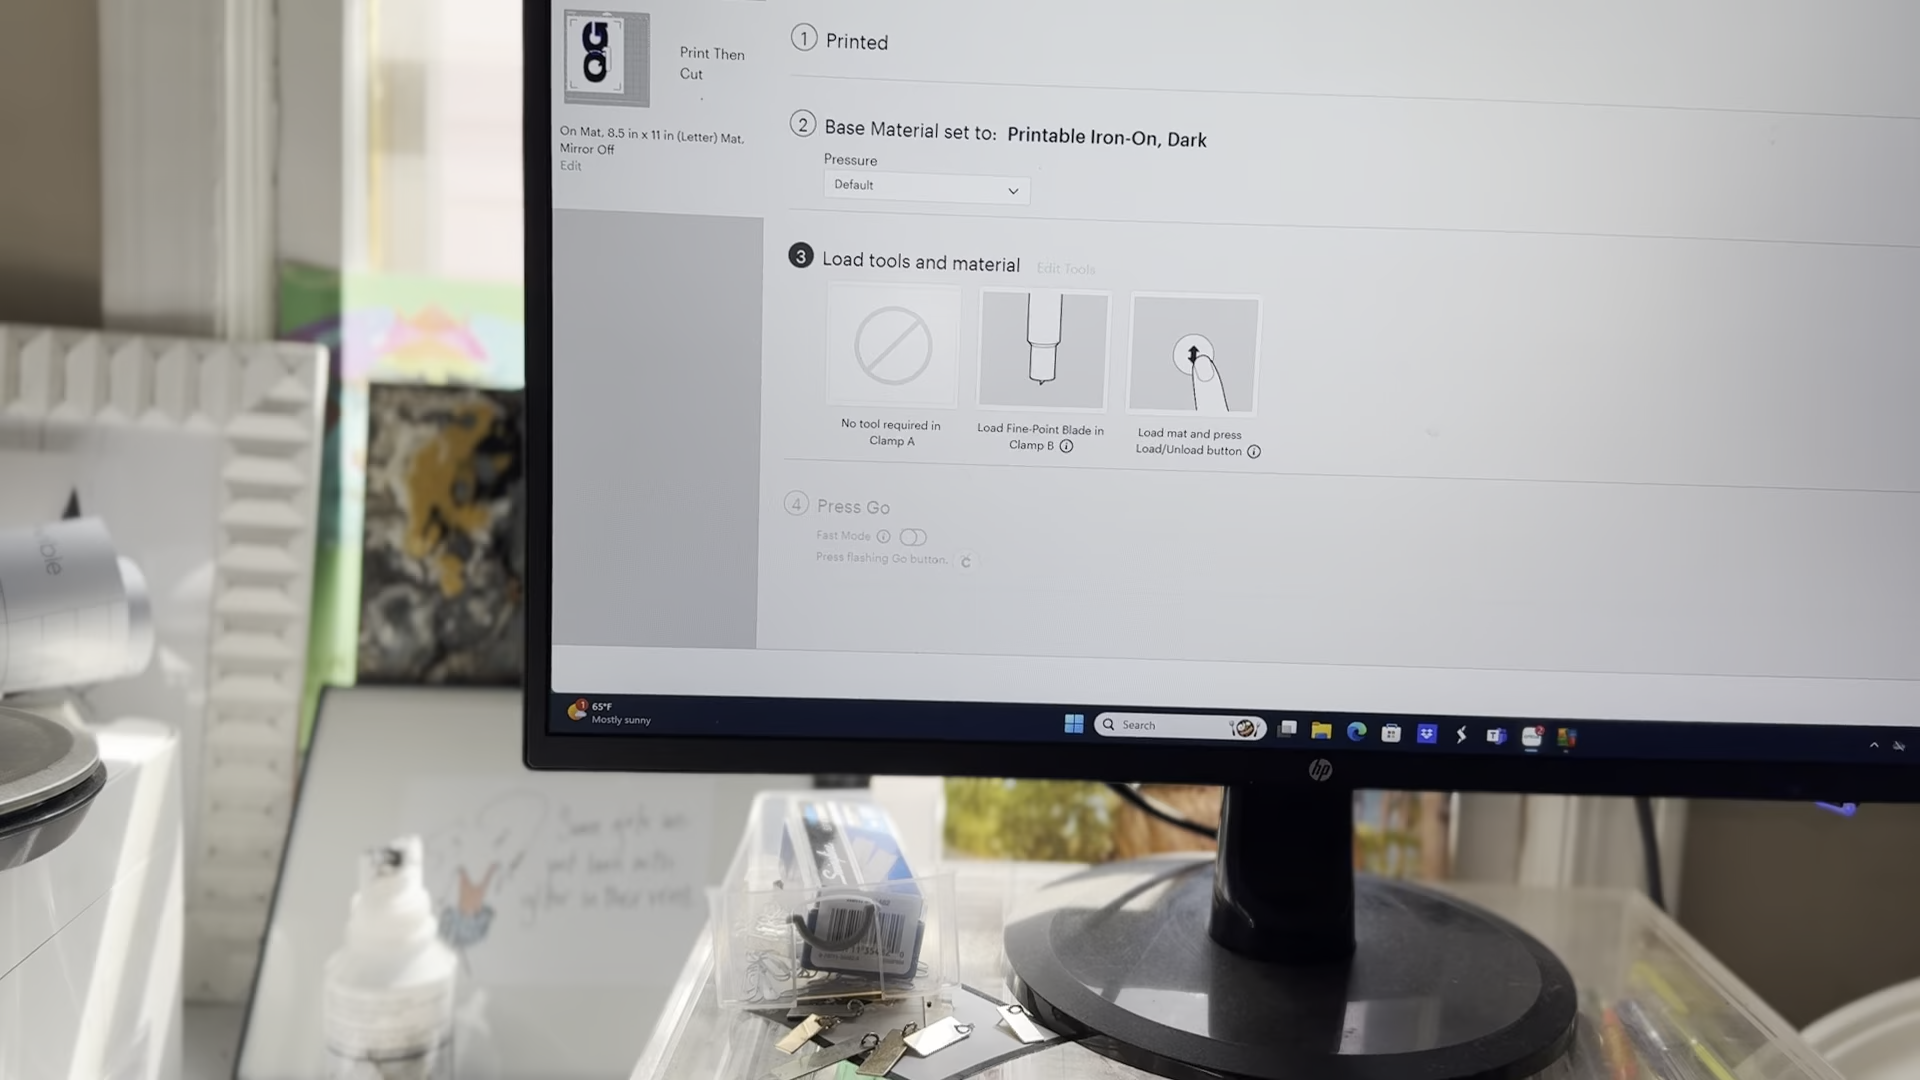 OG
Print Then
Cut
On Mat, 8.5 in x 11 in (Letter) Mat,
Mirror Off
Edit
1 Printed
2 Base Material set to: Printable Iron-On, Dark
Pressure
Default
3 Load tools and material Edit Tools
No tool required in
Clamp A
Load Fine-Point Blade in
Clamp B
Load mat and press
Load/Unload button
4 Press Go
Fast Mode
Press flashing Go button.
1
65°F
Mostly sunny
Search
hp